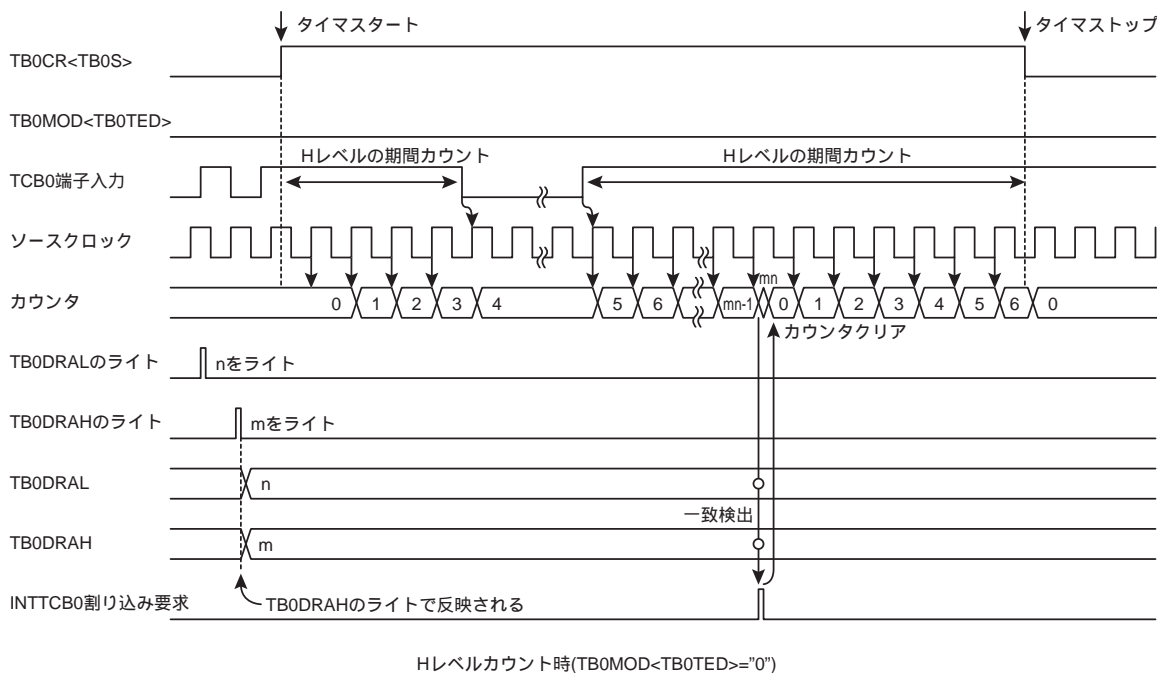 タイマスタート
タイマストップ
TB0CR<TB0S>
TB0MOD<TB0TED>
Hレベルの期間カウント
Hレベルの期間カウント
TCB0端子入力
ソースクロック
mn
カウンタ
0 1 2 3 4 5 6 mn-1 0 1 2 3 4 5 6 0
カウンタクリア
TB0DRALのライト
nをライト
TB0DRAHのライト
mをライト
TB0DRAL
n
一致検出
TB0DRAH
m
INTTCB0割り込み要求
TB0DRAHのライトで反映される
Hレベルカウント時(TB0MOD<TB0TED>="0")